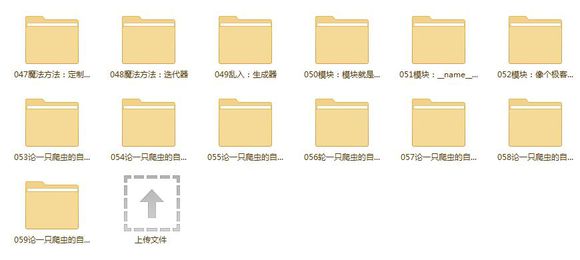 047魔法方法：定制...
048魔法方法：迭代器
049乱入：生成器
050模块：模块就是...
051模块：__name__...
052模块：像个极客...
053论一只爬虫的自...
054论一只爬虫的自...
055论一只爬虫的自...
056轮一只爬虫的自...
057论一只爬虫的自...
058论一只爬虫的自...
059论一只爬虫的自...
上传文件